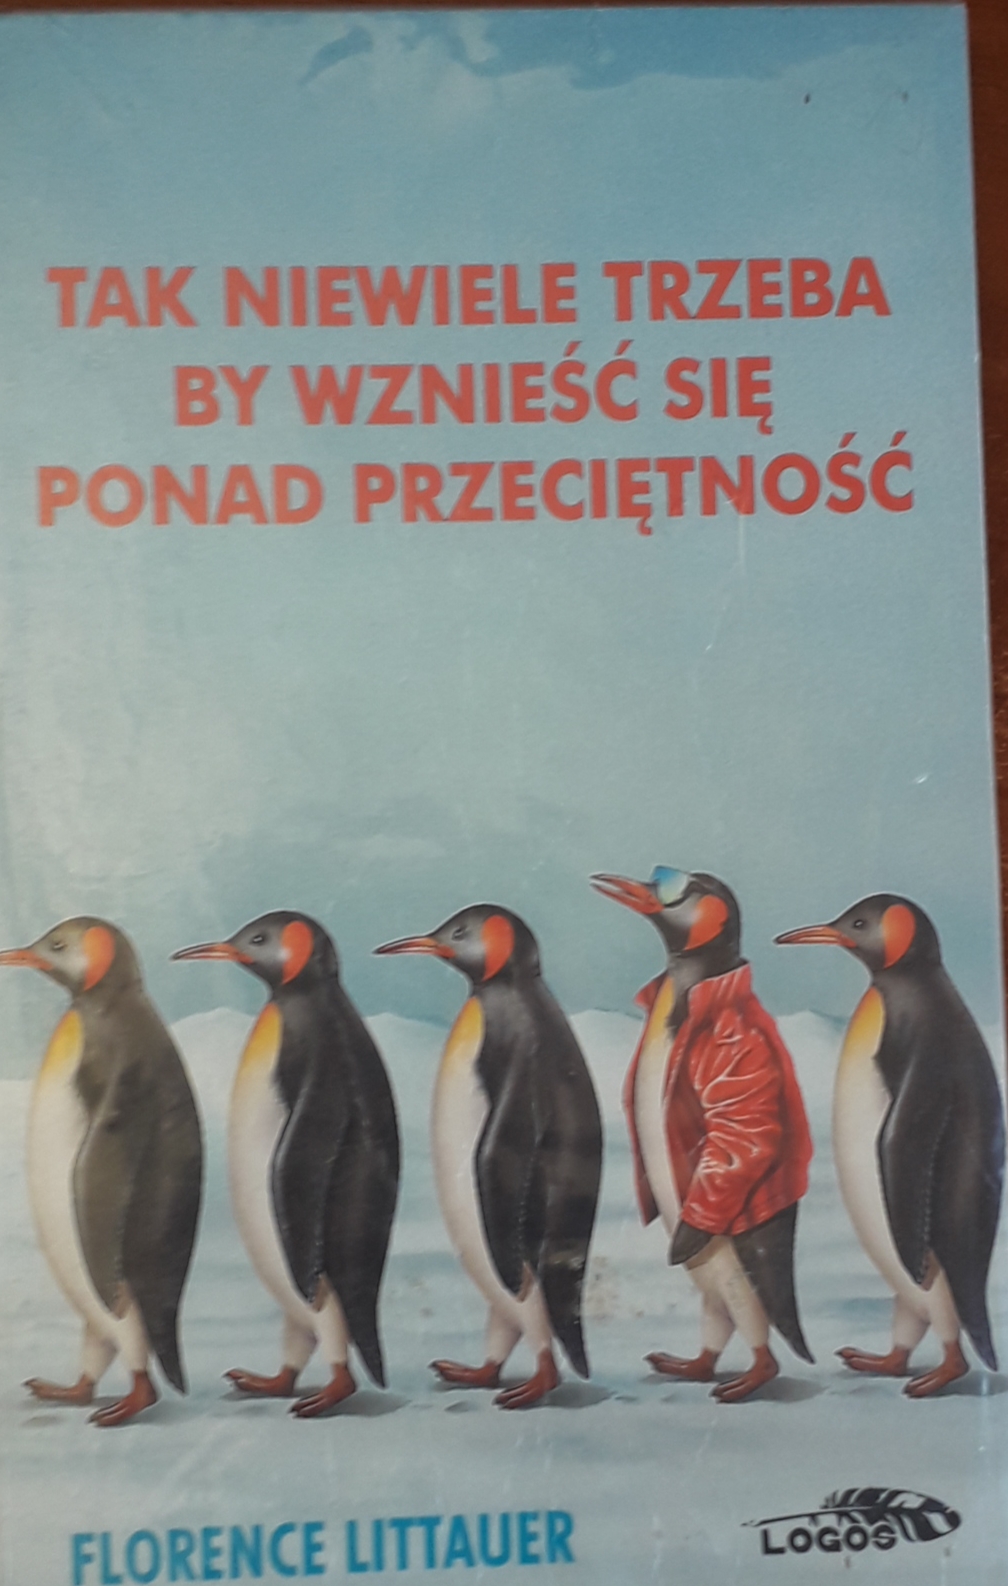 TAK NIEWIELE TRZEBA
BY WZNIEŚĆ SIĘ
PONAD PRZECIĘTNOŚĆ
FLORENCE LITTAUER
LOGOS